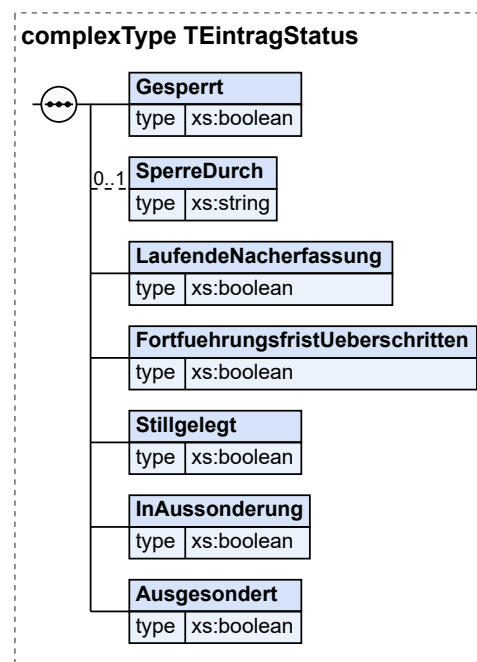 complexType TEintragStatus
Gesperrt
type xs:boolean
0..1
SperreDurch
type xs:string
LaufendeNacherfassung
type xs:boolean
FortfuehrungsfristUeberschritten
type xs:boolean
Stillgelegt
type xs:boolean
InAussonderung
type xs:boolean
Ausgesondert
type xs:boolean